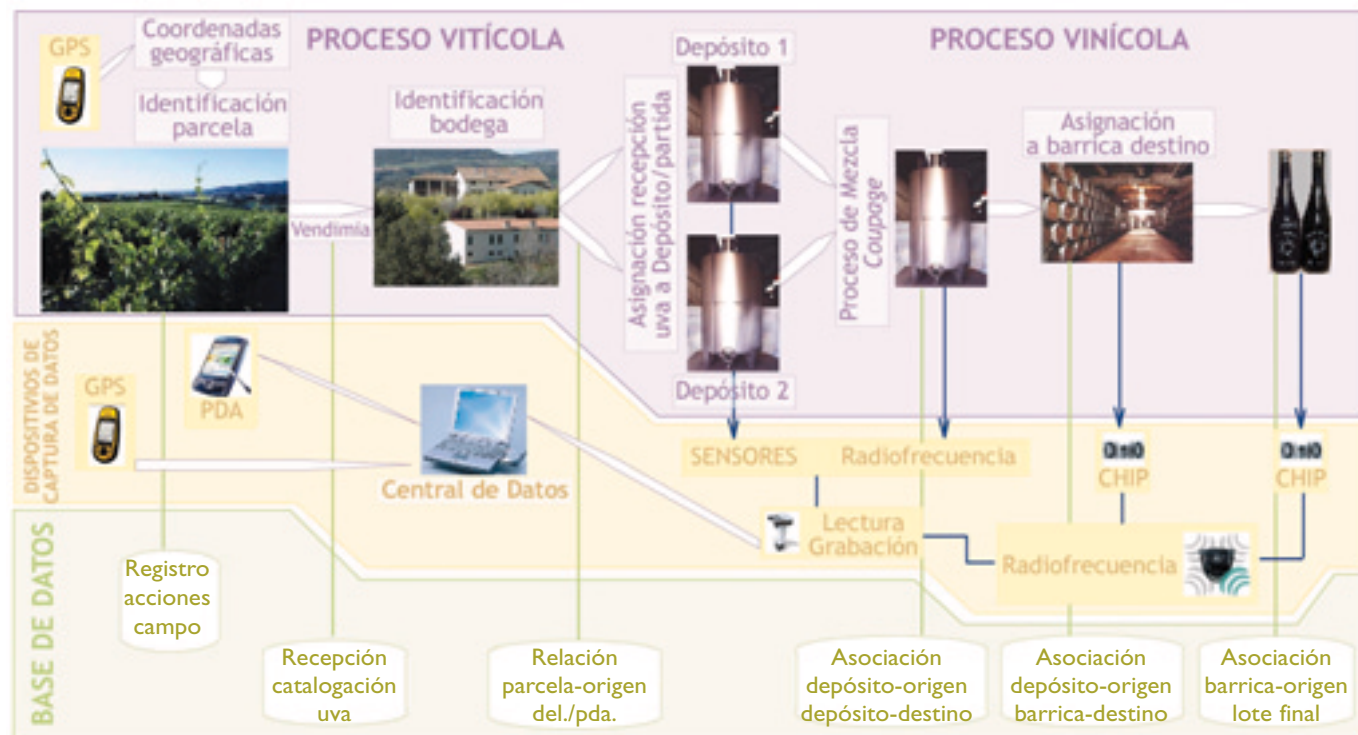 GPS
Coordenadas
geográficas
PROCESO VITÍCOLA
Identificación
parcela
Vendimia
Identificación
bodega
Asignación recepción
uva a Depósito/partida
Depósito 1
Depósito 2
PROCESO VINÍCOLA
Proceso de Mezcla
Coupage
Asignación
a barrica destino
DISPOSITIVOS DE
CAPTURA DE DATOS
GPS
PDA
Central de Datos
SENSORES
Radiofrecuencia
CHIP
CHIP
Lectura
Grabación
Radiofrecuencia
BASE DE DATOS
Registro
acciones
campo
Recepción
catalogación
uva
Relación
parcela-origen
del./pda.
Asociación
depósito-origen
depósito-destino
Asociación
depósito-origen
barrica-destino
Asociación
barrica-origen
lote final